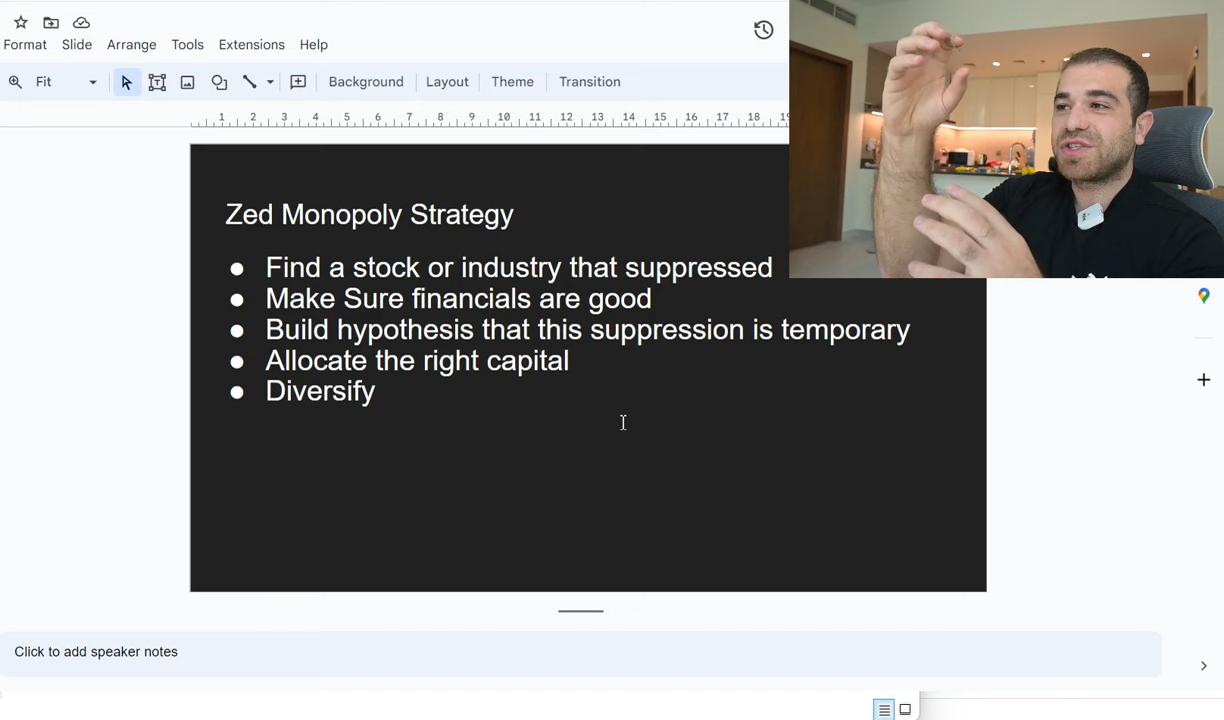 Format Slide Arrange Tools Extensions Help
Fit Background Layout Theme Transition
1 2 3 4 5 6 7 8 9 10 11 12 13 14 15 16 17 18 19
Zed Monopoly Strategy
● Find a stock or industry that suppressed
● Make Sure financials are good
● Build hypothesis that this suppression is temporary
● Allocate the right capital
● Diversify
Click to add speaker notes